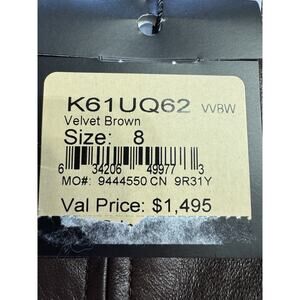 K61UQ62 VVBW
Velvet Brown
Size: 8
6 34206 49977 3
MO#: 9444550 CN 9R31Y
Val Price: $1,495